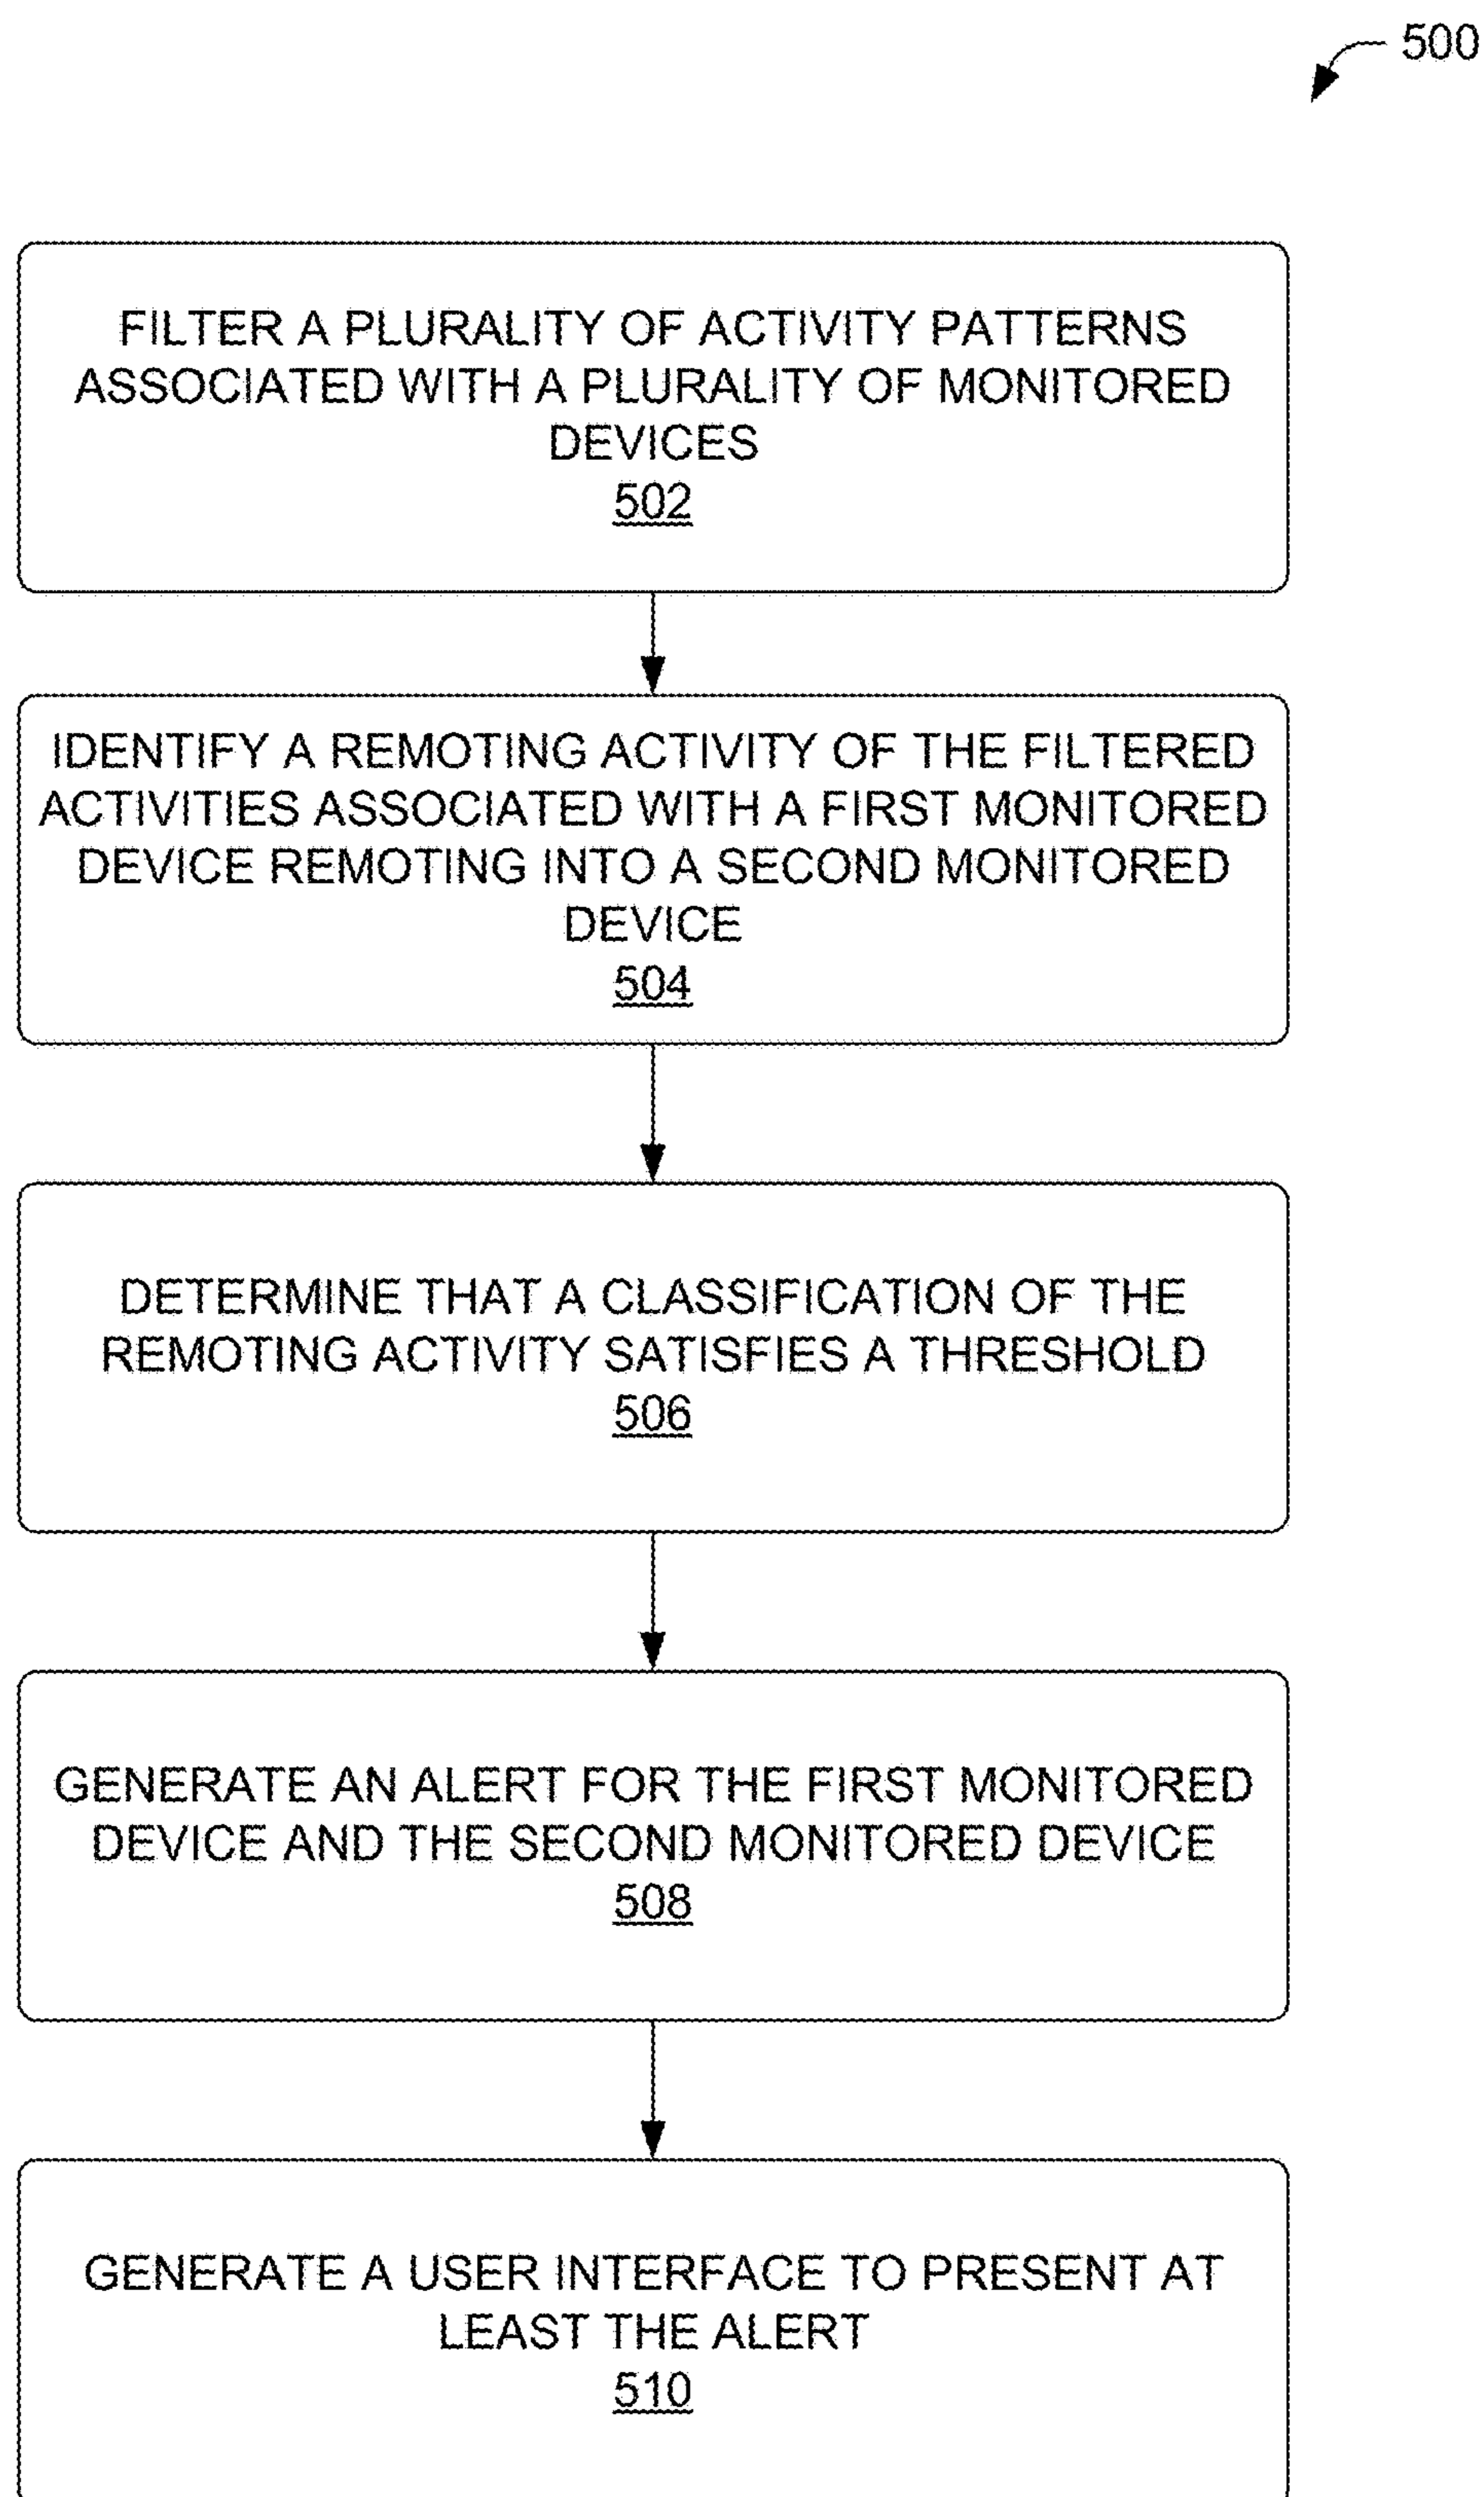 500
FILTER A PLURALITY OF ACTIVITY PATTERNS
ASSOCIATED WITH A PLURALITY OF MONITORED
DEVICES
502
IDENTIFY A REMOTING ACTIVITY OF THE FILTERED
ACTIVITIES ASSOCIATED WITH A FIRST MONITORED
DEVICE REMOTING INTO A SECOND MONITORED
DEVICE
504
DETERMINE THAT A CLASSIFICATION OF THE
REMOTING ACTIVITY SATISFIES A THRESHOLD
506
GENERATE AN ALERT FOR THE FIRST MONITORED
DEVICE AND THE SECOND MONITORED DEVICE
508
GENERATE A USER INTERFACE TO PRESENT AT
LEAST THE ALERT
510